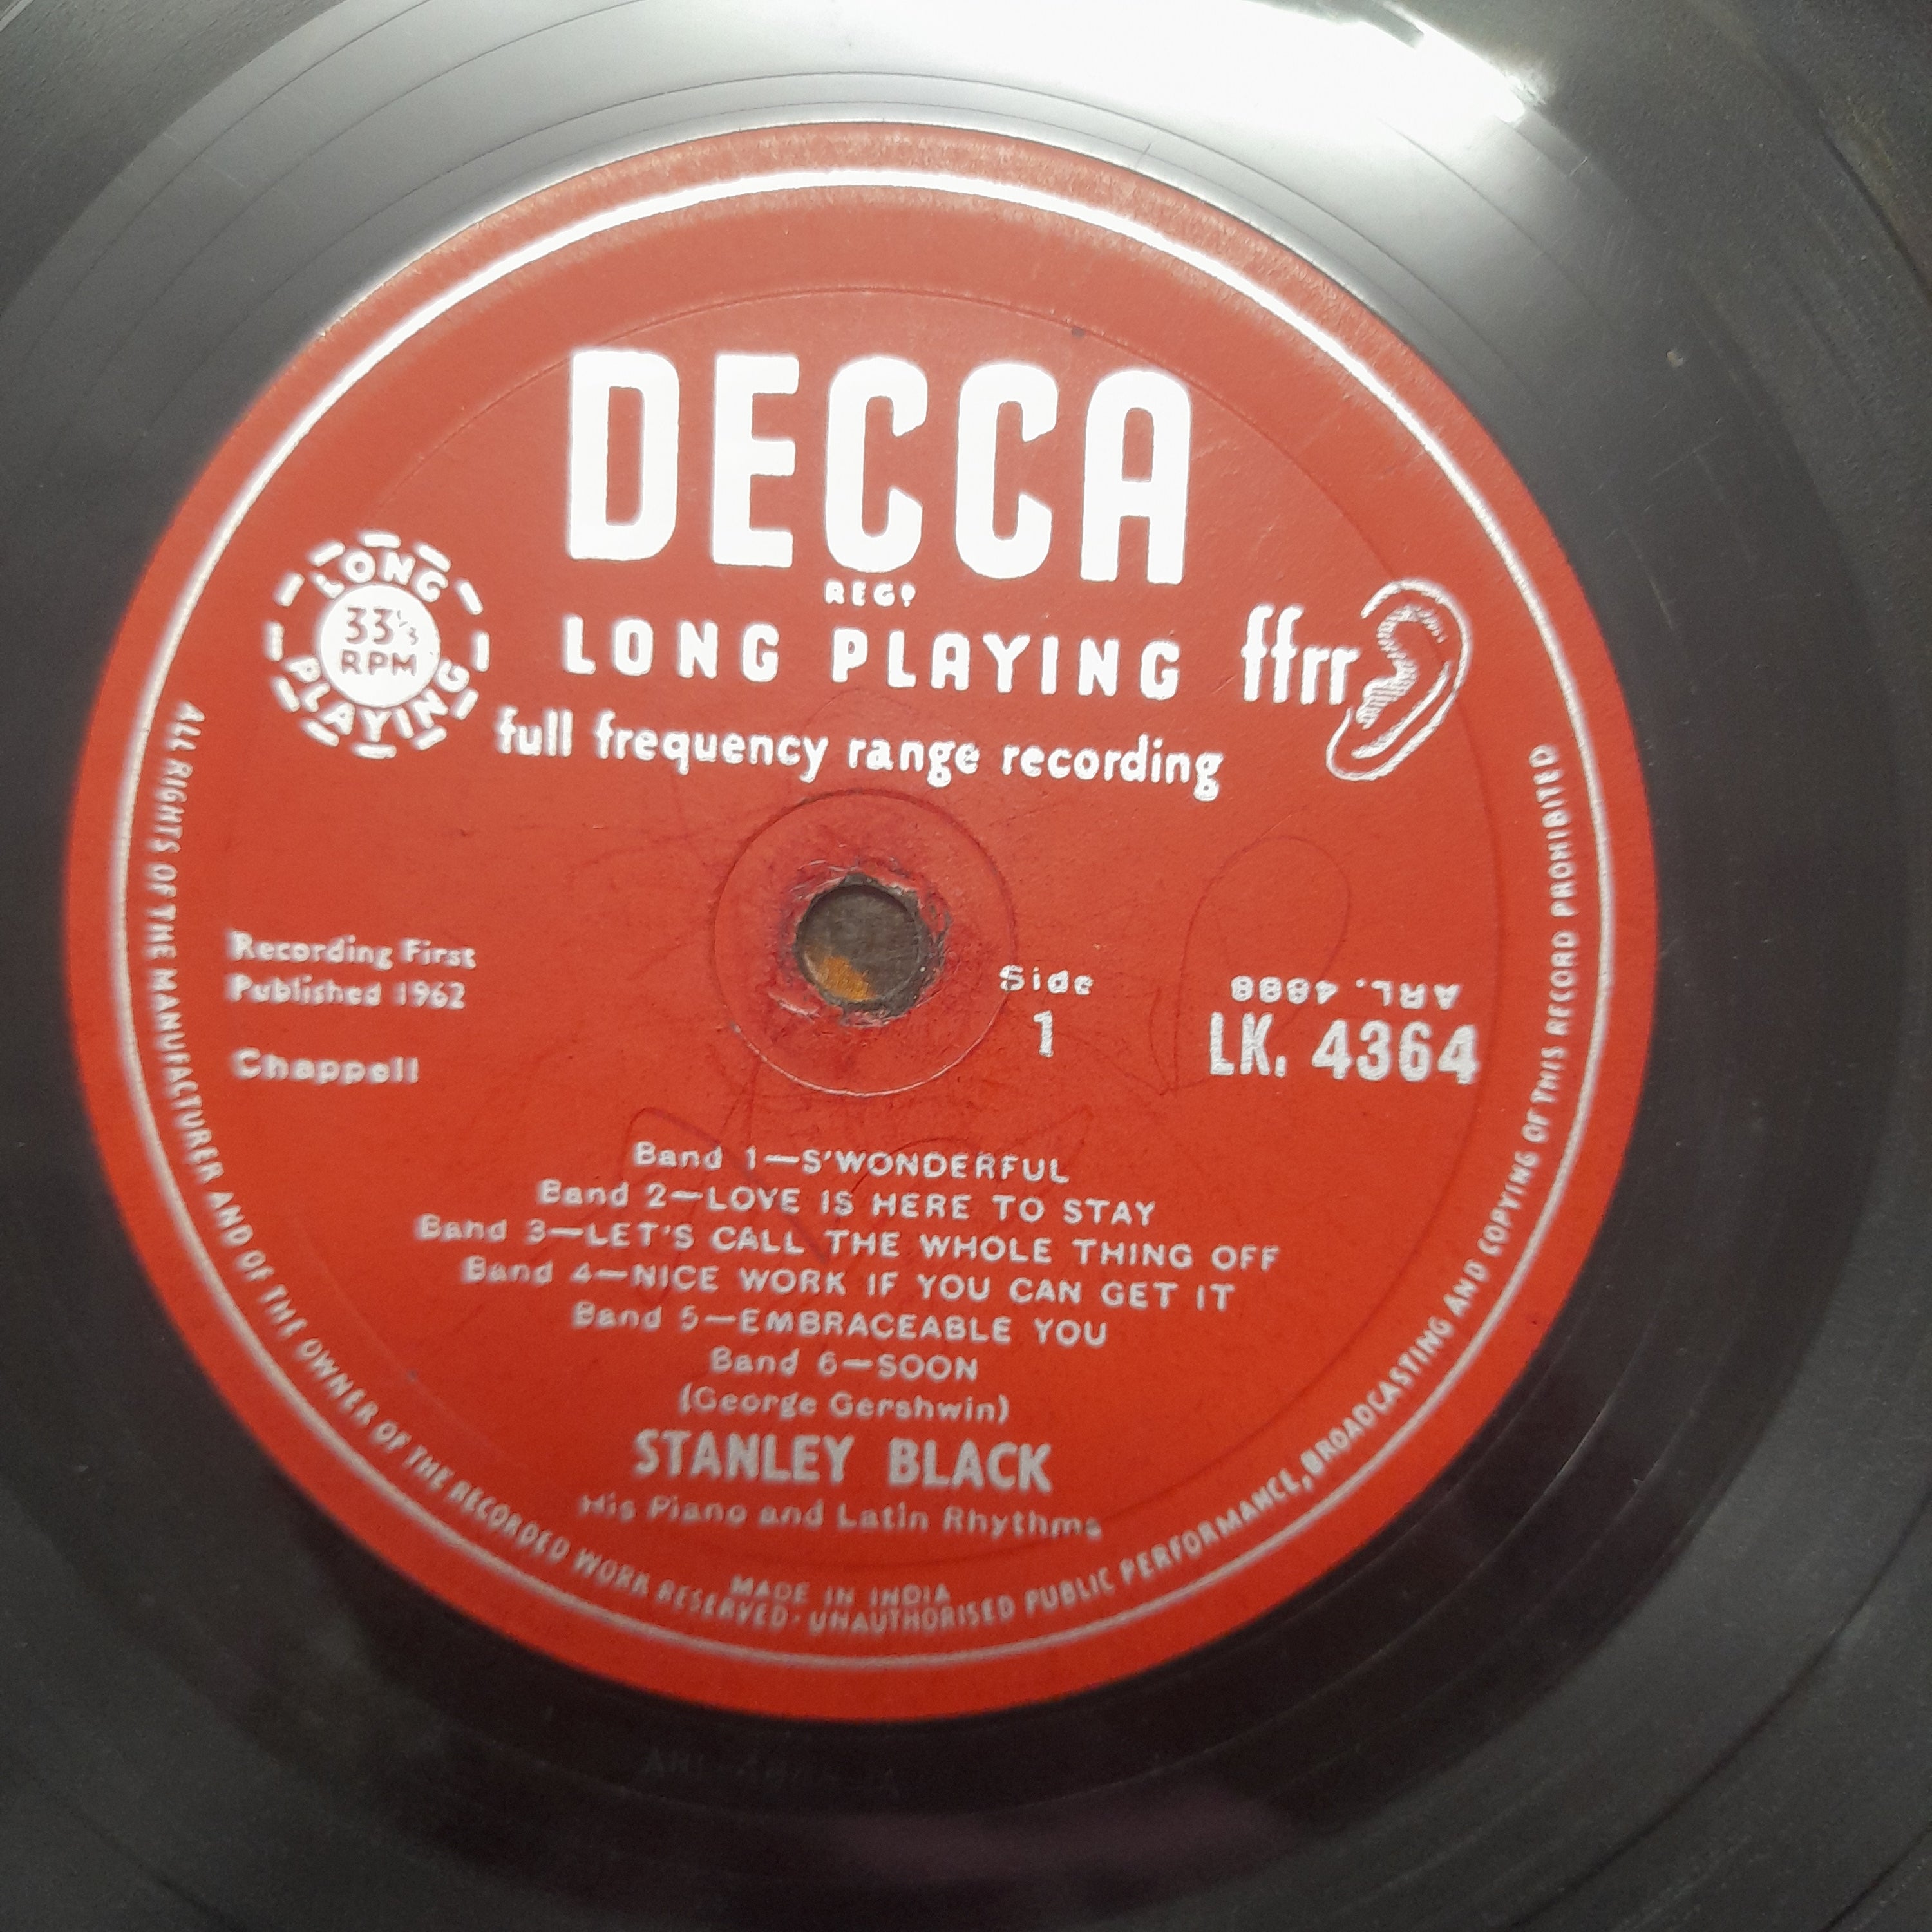 DECCA
REGD
LONG 33⅓ RPM PLAYING
LONG PLAYING
ffrr
full frequency range recording
Recording First
Published 1962
Chappell
Side
1
ARL. 4888
LK. 4364
Band 1—S'WONDERFUL
Band 2—LOVE IS HERE TO STAY
Band 3—LET'S CALL THE WHOLE THING OFF
Band 4—NICE WORK IF YOU CAN GET IT
Band 5—EMBRACEABLE YOU
Band 6—SOON
(George Gershwin)
STANLEY BLACK
His Piano and Latin Rhythms
MADE IN INDIA
ALL RIGHTS OF THE MANUFACTURER AND OF THE OWNER OF THE RECORDED WORK RESERVED · UNAUTHORISED PUBLIC PERFORMANCE, BROADCASTING AND COPYING OF THIS RECORD PROHIBITED